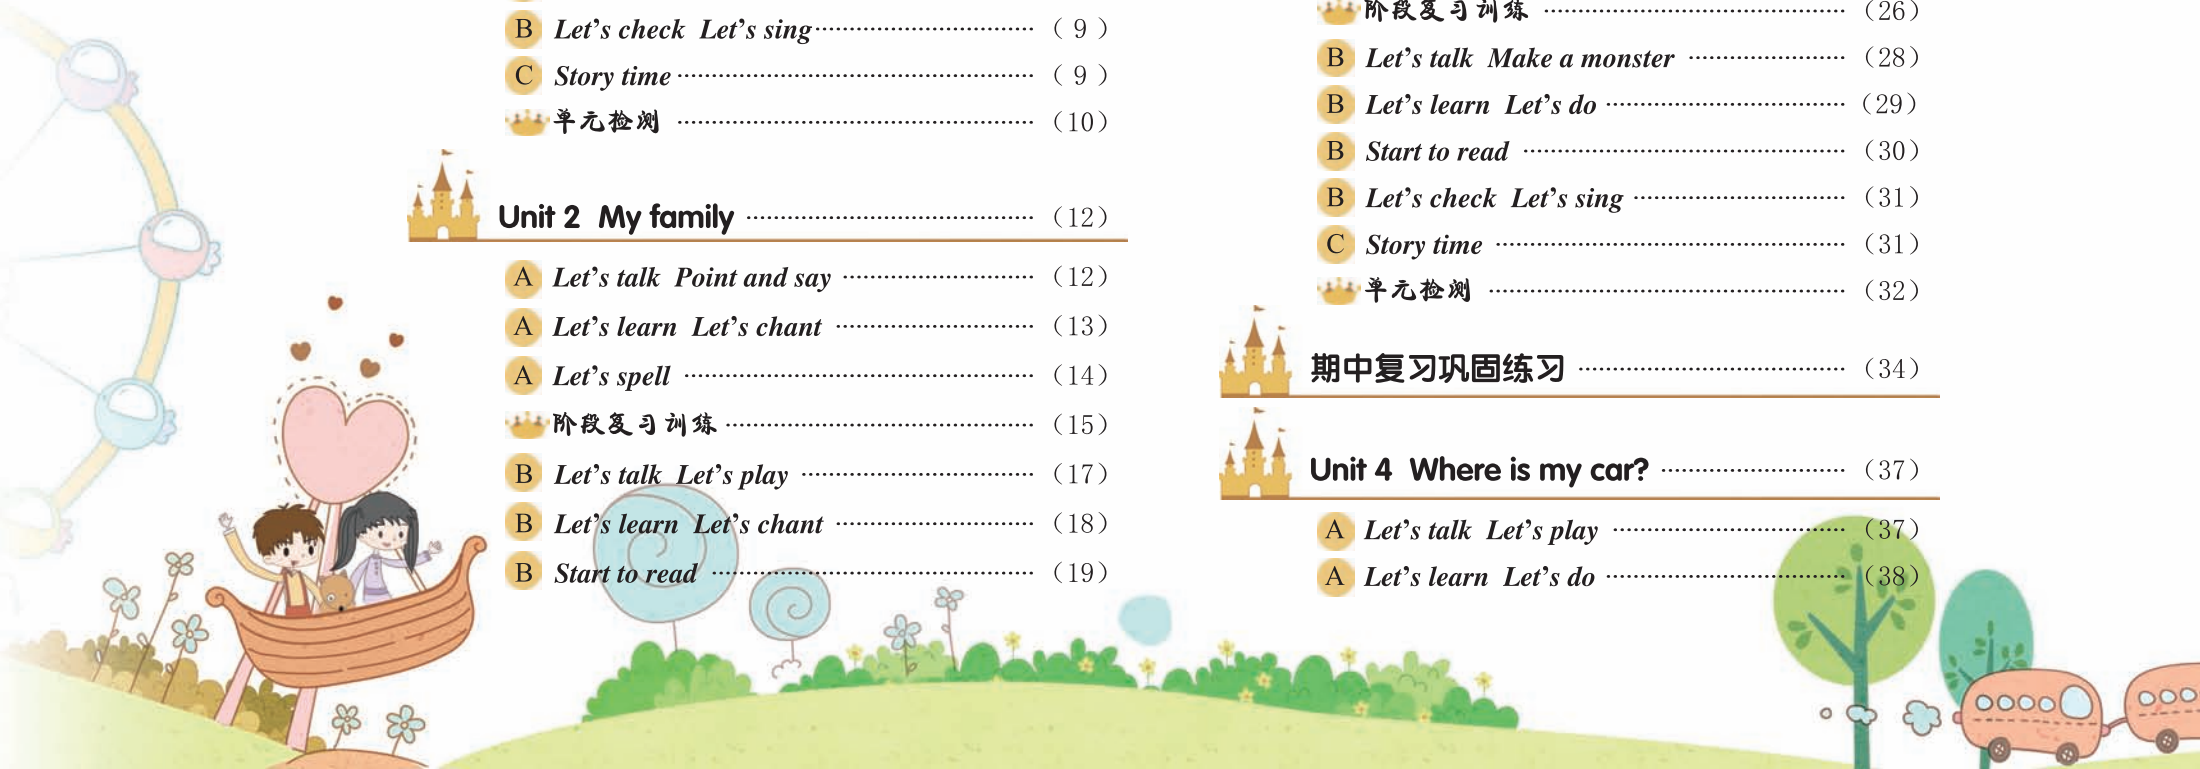 B Let's check Let's sing ( 9 )
C Story time ( 9 )
单元检测 (10)
Unit 2 My family (12)
A Let's talk Point and say (12)
A Let's learn Let's chant (13)
A Let's spell (14)
阶段复习训练 (15)
B Let's talk Let's play (17)
B Let's learn Let's chant (18)
B Start to read (19)
阶段复习训练 (26)
B Let's talk Make a monster (28)
B Let's learn Let's do (29)
B Start to read (30)
B Let's check Let's sing (31)
C Story time (31)
单元检测 (32)
期中复习巩固练习 (34)
Unit 4 Where is my car? (37)
A Let's talk Let's play (37)
A Let's learn Let's do (38)